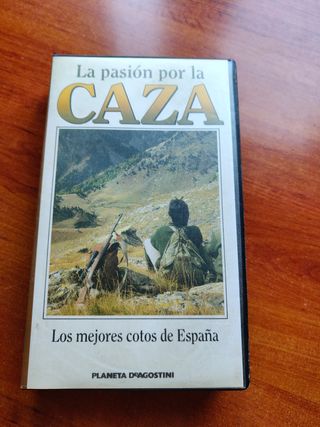 La pasión por la
CAZA
Los mejores cotos de España
PLANETA DEAGOSTINI